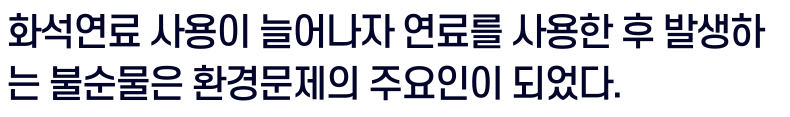 화석연료 사용이 늘어나자 연료를 사용한 후 발생하
는 불순물은 환경문제의 주요인이 되었다.